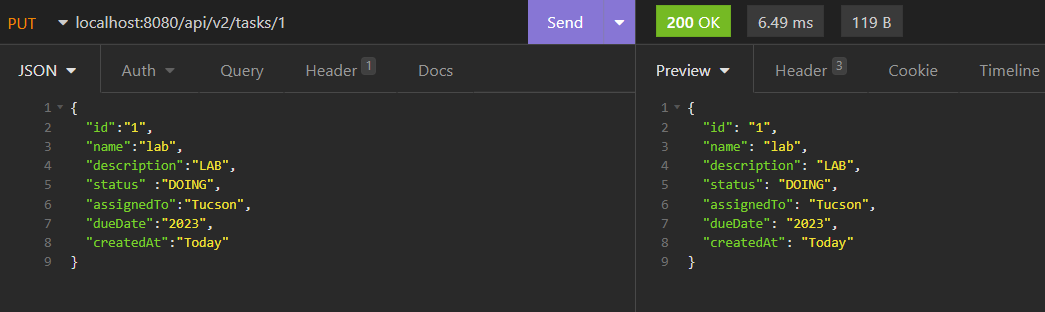 PUT localhost:8080/api/v2/tasks/1 Send 200 OK 6.49 ms 119 B
JSON Auth Query Header 1 Docs
1 {
2 "id":"1",
3 "name":"lab",
4 "description":"LAB",
5 "status" :"DOING",
6 "assignedTo":"Tucson",
7 "dueDate":"2023",
8 "createdAt":"Today"
9 }
Preview Header 3 Cookie Timeline
1 {
2 "id": "1",
3 "name": "lab",
4 "description": "LAB",
5 "status": "DOING",
6 "assignedTo": "Tucson",
7 "dueDate": "2023",
8 "createdAt": "Today"
9 }